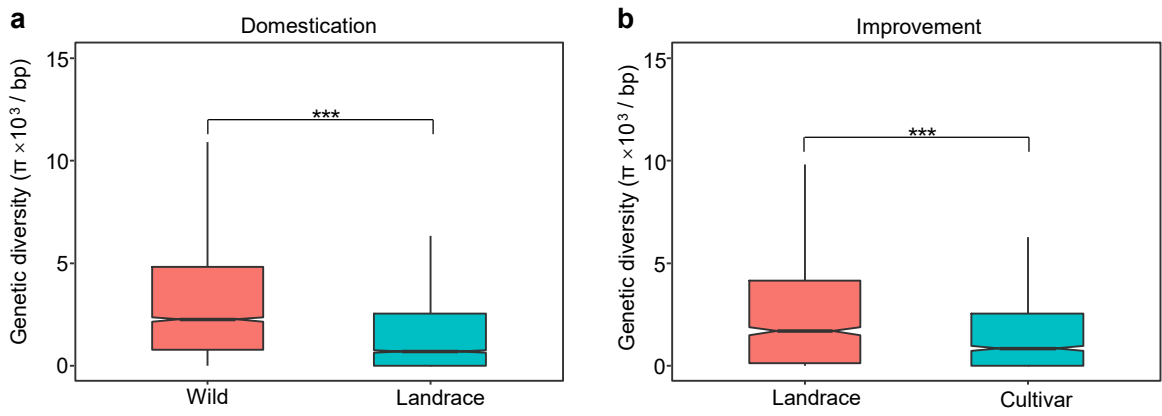 a
Domestication
Genetic diversity (π ×10³ / bp)
15
10
5
0
***
Wild
Landrace
b
Improvement
Genetic diversity (π ×10³ / bp)
15
10
5
0
***
Landrace
Cultivar